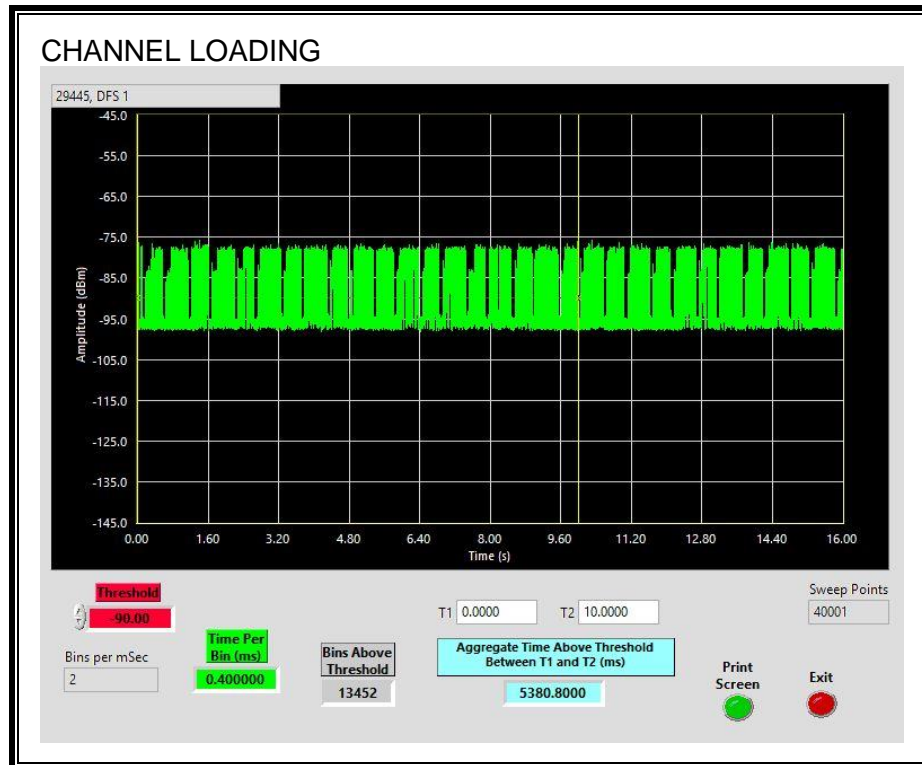 CHANNEL LOADING
29445, DFS 1
-45.0
-55.0
-65.0
-75.0
-85.0
-95.0
-105.0
-115.0
-125.0
-135.0
-145.0
Amplitude (dBm)
0.00 1.60 3.20 4.80 6.40 8.00 9.60 11.20 12.80 14.40 16.00
Time (s)
Threshold
-90.00
Bins per mSec
2
Time Per
Bin (ms)
0.400000
Bins Above
Threshold
13452
T1 0.0000 T2 10.0000
Aggregate Time Above Threshold
Between T1 and T2 (ms)
5380.8000
Sweep Points
40001
Print
Screen
Exit